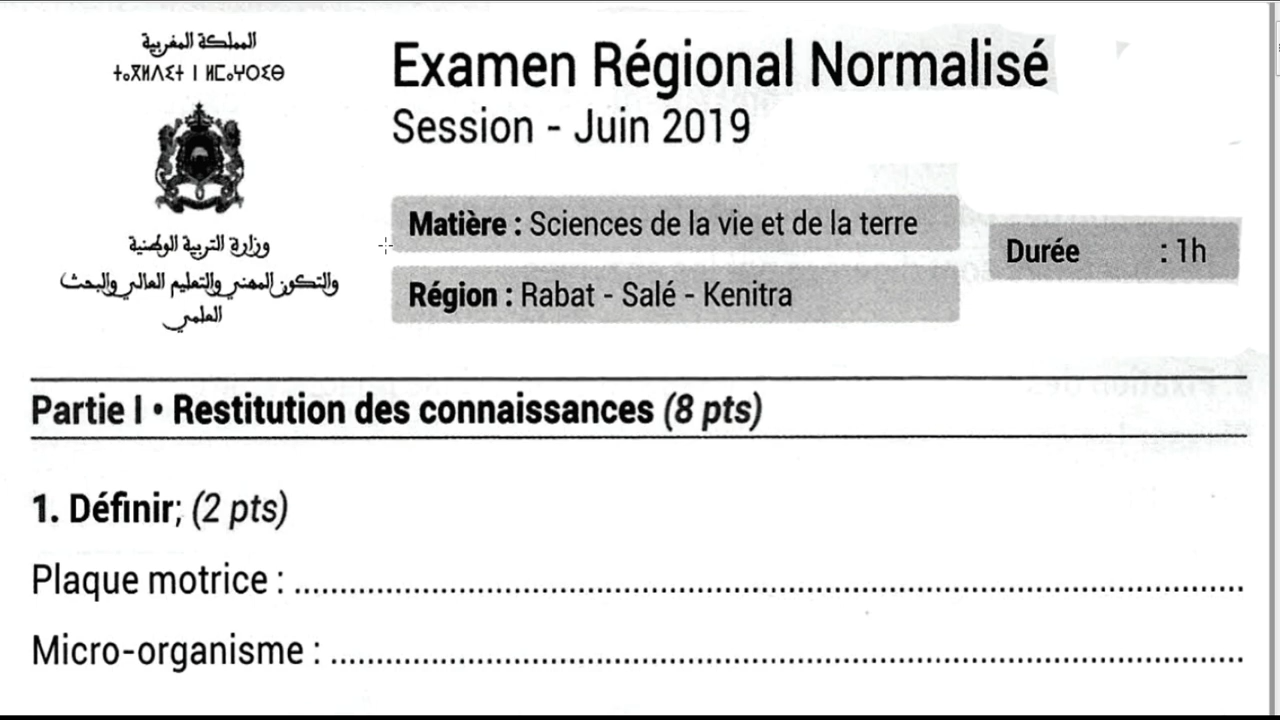 المملكة المغربية
ⵜⴰⴳⵍⴷⵉⵜ ⵏ ⵍⵎⴰⵖⵔⵉⴱ
وزارة التربية الوطنية
والتكوين المهني والتعليم العالي والبحث
العلمي
Examen Régional Normalisé
Session - Juin 2019
Matière : Sciences de la vie et de la terre
Durée : 1h
Région : Rabat - Salé - Kenitra
Partie I • Restitution des connaissances (8 pts)
1. Définir; (2 pts)
Plaque motrice : ..........................................................................................
Micro-organisme : ..........................................................................................